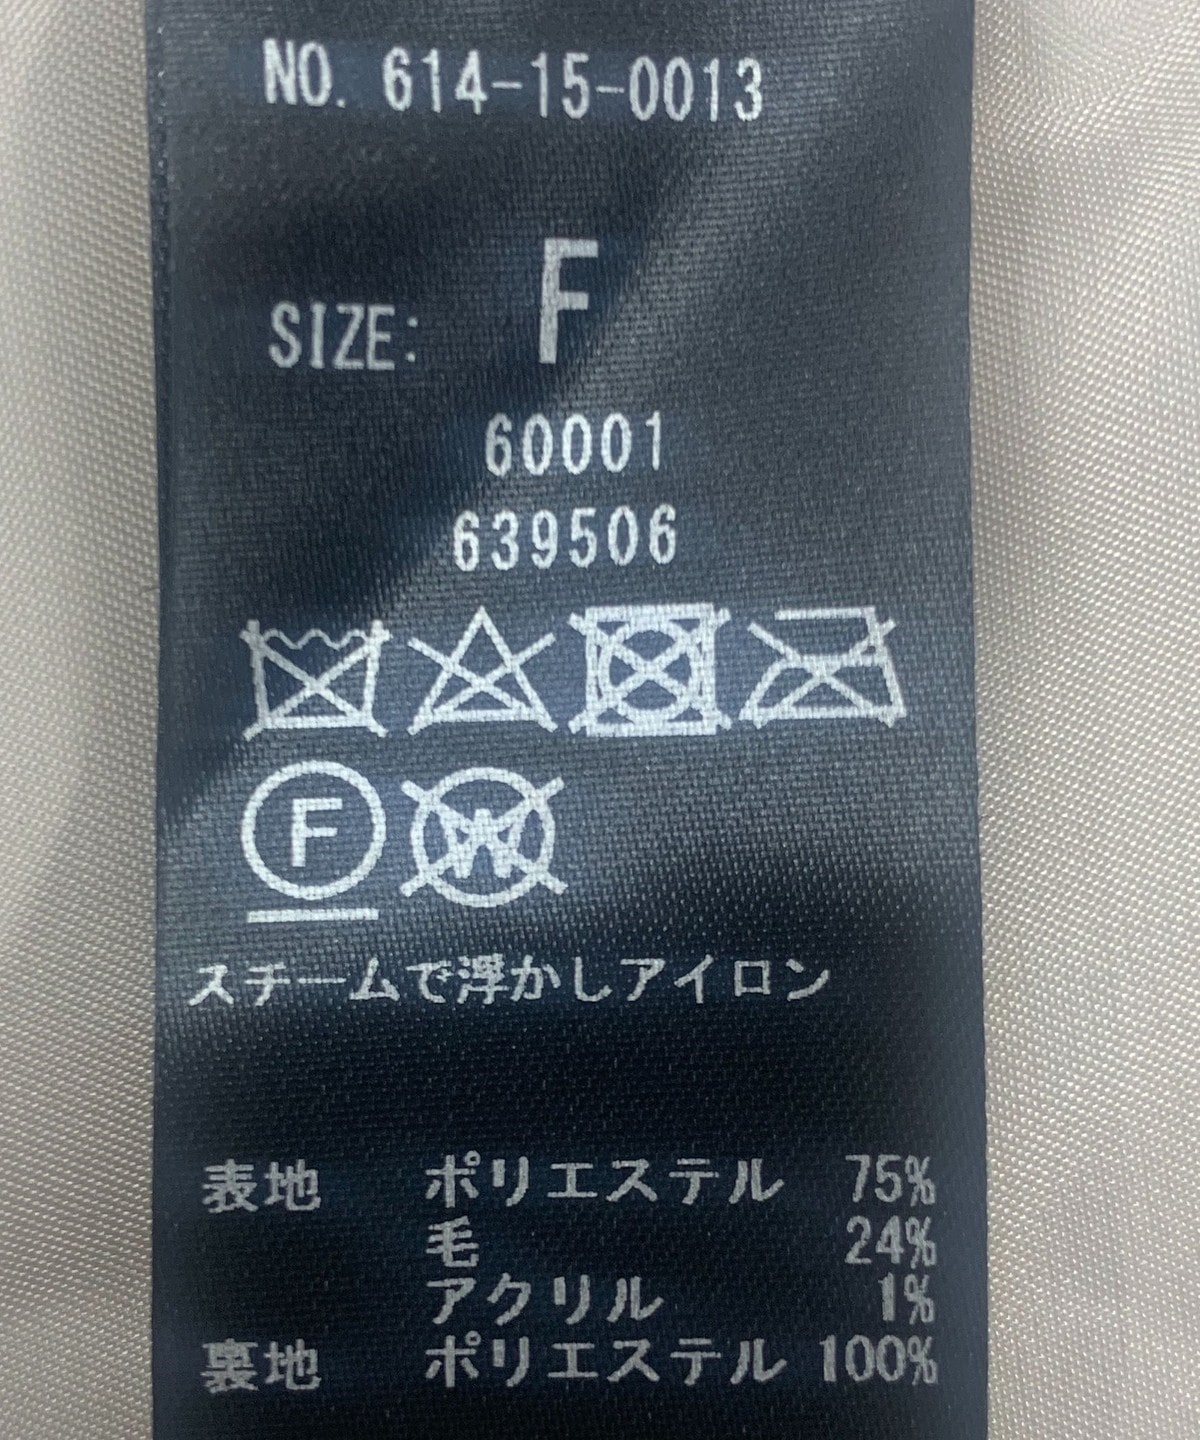 NO. 614-15-0013
SIZE: F
60001
639506
F W
スチームで浮かしアイロン
表地 ポリエステル 75%
毛 24%
アクリル 1%
裏地 ポリエステル 100%